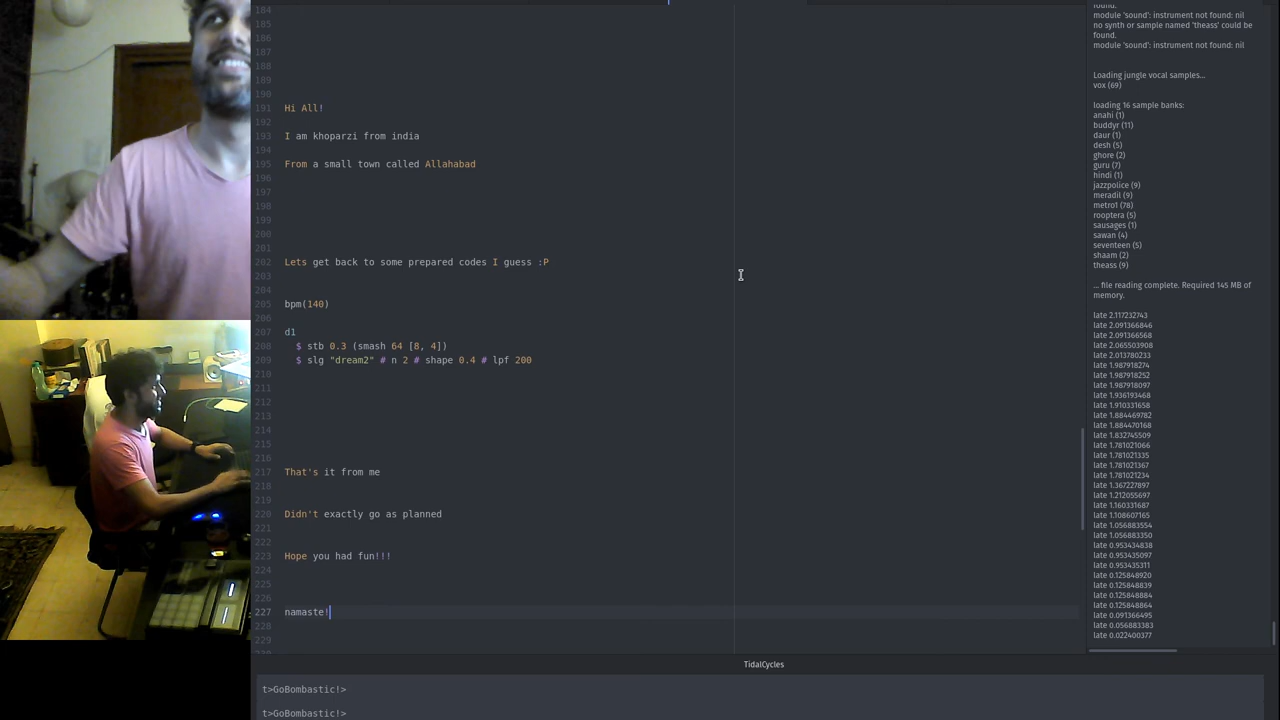 184
185
186
187
188
189
190
191 Hi All!
192
193 I am khoparzi from india
194
195 From a small town called Allahabad
196
197
198
199
200
201
202 Lets get back to some prepared codes I guess :P
203
204
205 bpm(140)
206
207 d1
208 $ stb 0.3 (smash 64 [8, 4])
209 $ slg "dream2" # n 2 # shape 0.4 # lpf 200
210
211
212
213
214
215
216
217 That's it from me
218
219
220 Didn't exactly go as planned
221
222
223 Hope you had fun!!!
224
225
226
227 namaste!
228
229
found.
module 'sound': instrument not found: nil
no synth or sample named 'theass' could be
found.
module 'sound': instrument not found: nil
Loading jungle vocal samples...
vox (69)
loading 16 sample banks:
anahi (1)
buddyr (11)
daur (1)
desh (5)
ghore (2)
guru (7)
hindi (1)
jazzpolice (9)
meradil (9)
metro1 (78)
rooptera (5)
sausages (1)
sawan (4)
seventeen (5)
shaam (2)
theass (9)
... file reading complete. Required 145 MB of
memory.
late 2.117232743
late 2.091366846
late 2.091366568
late 2.065503908
late 2.013780233
late 1.987918274
late 1.987918252
late 1.987918097
late 1.936193468
late 1.910331658
late 1.884469782
late 1.884470168
late 1.832745509
late 1.781021066
late 1.781021335
late 1.781021367
late 1.781021234
late 1.367227897
late 1.212055697
late 1.160331687
late 1.108607165
late 1.056883554
late 1.056883350
late 0.953434838
late 0.953435097
late 0.953435311
late 0.125848920
late 0.125848839
late 0.125848884
late 0.125848864
late 0.091366495
late 0.056883383
late 0.022400377
TidalCycles
t>GoBombastic!>
t>GoBombastic!>